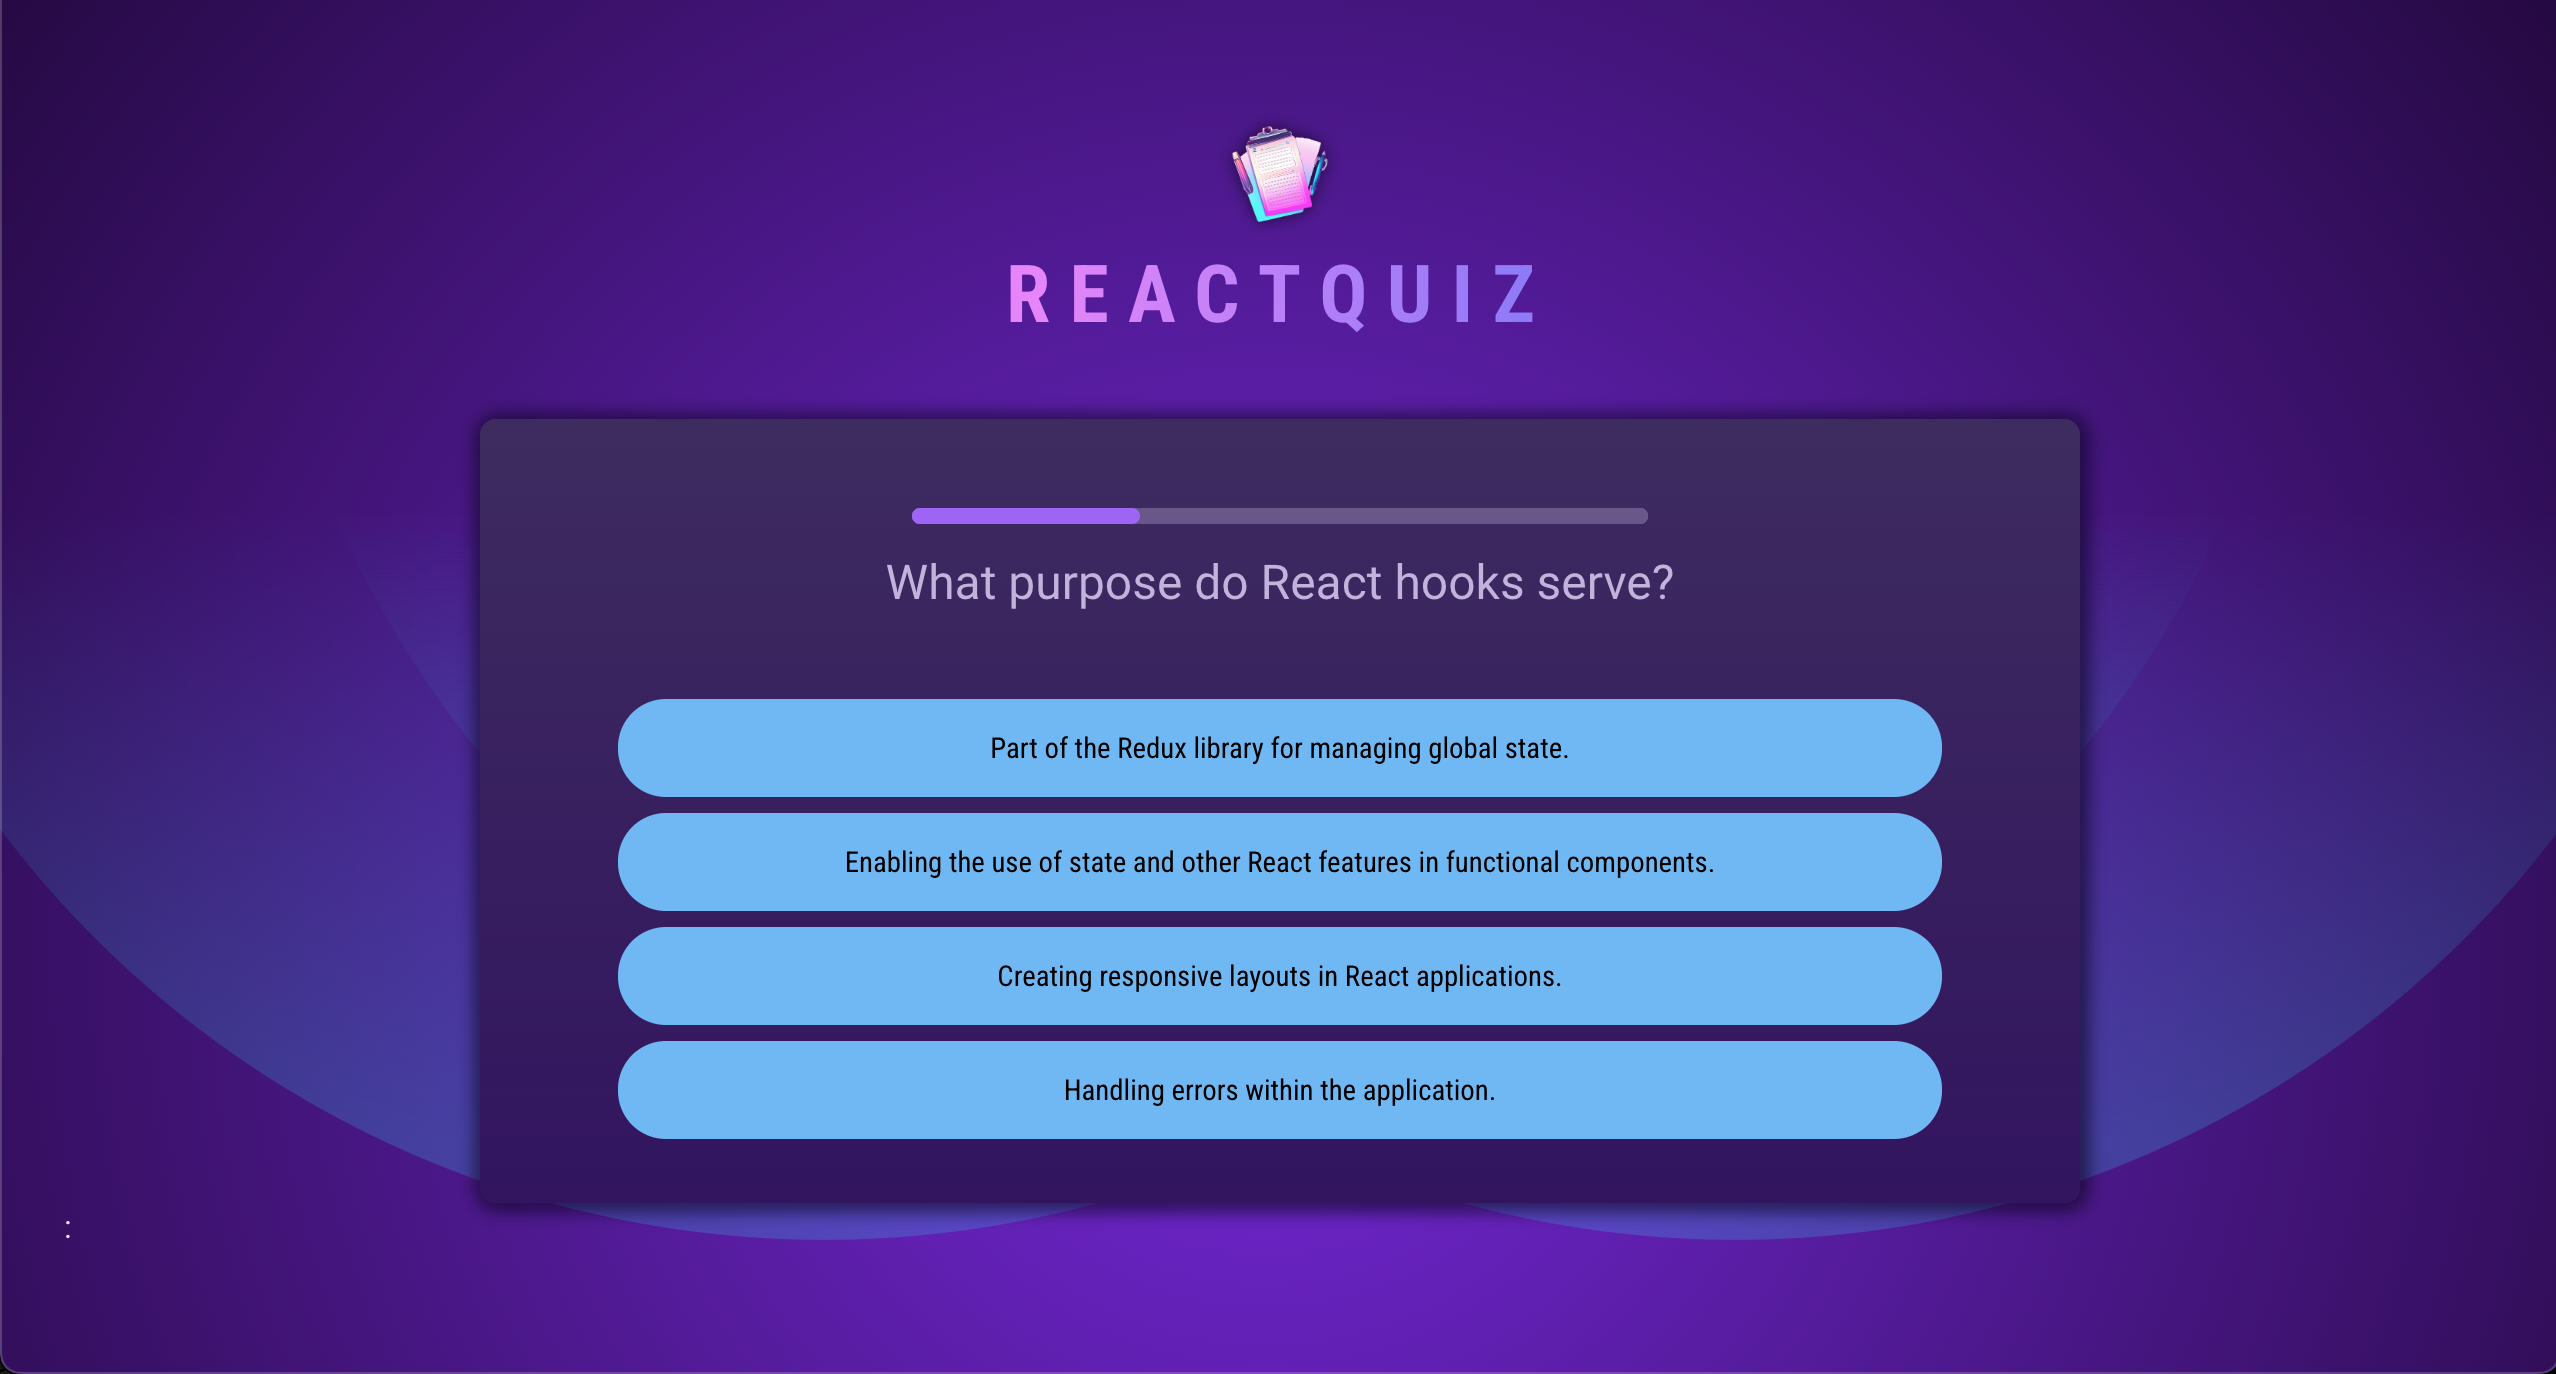 REACTQUIZ
What purpose do React hooks serve?
Part of the Redux library for managing global state.
Enabling the use of state and other React features in functional components.
Creating responsive layouts in React applications.
Handling errors within the application.
: